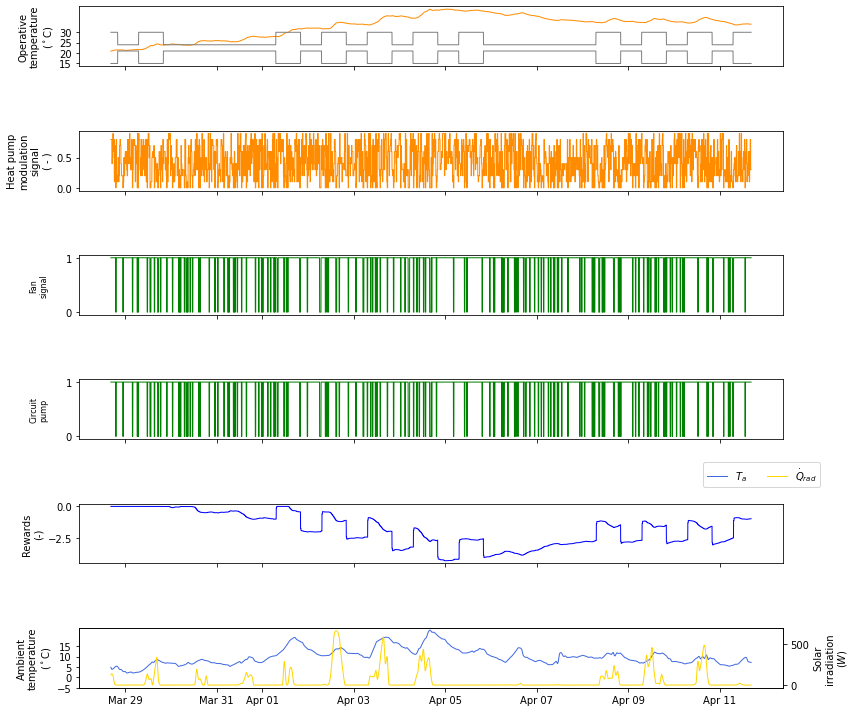 Operative
temperature
(°C)
30
25
20
15
Heat pump
modulation
signal
( - )
0.5
0.0
Fan
signal
1
0
Circuit
pump
1
0
T_a
Q̇_rad
Rewards
(-)
0.0
−2.5
Ambient
temperature
(°C)
15
10
5
0
−5
Solar
irradiation
(W)
500
0
Mar 29
Mar 31
Apr 01
Apr 03
Apr 05
Apr 07
Apr 09
Apr 11